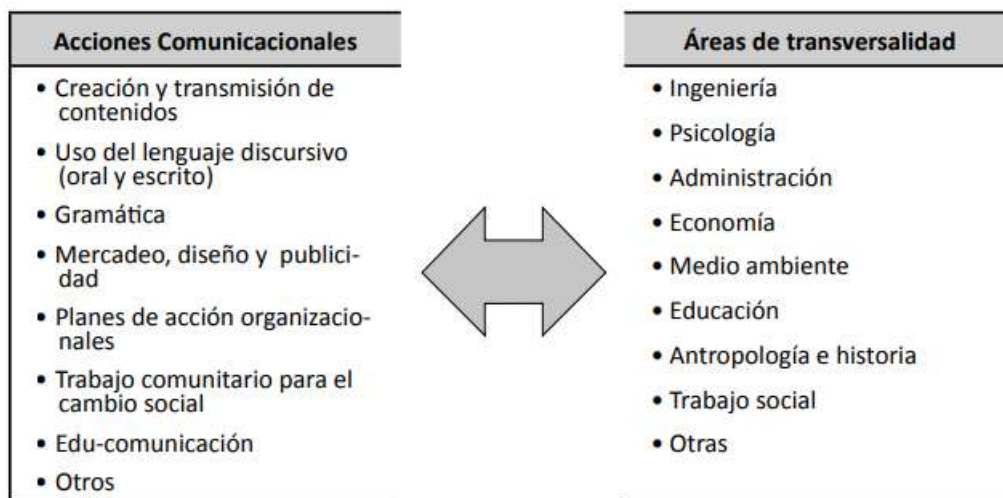 Acciones Comunicacionales
• Creación y transmisión de
contenidos
• Uso del lenguaje discursivo
(oral y escrito)
• Gramática
• Mercadeo, diseño y publici-
dad
• Planes de acción organizacio-
nales
• Trabajo comunitario para el
cambio social
• Edu-comunicación
• Otros
Áreas de transversalidad
• Ingeniería
• Psicología
• Administración
• Economía
• Medio ambiente
• Educación
• Antropología e historia
• Trabajo social
• Otras